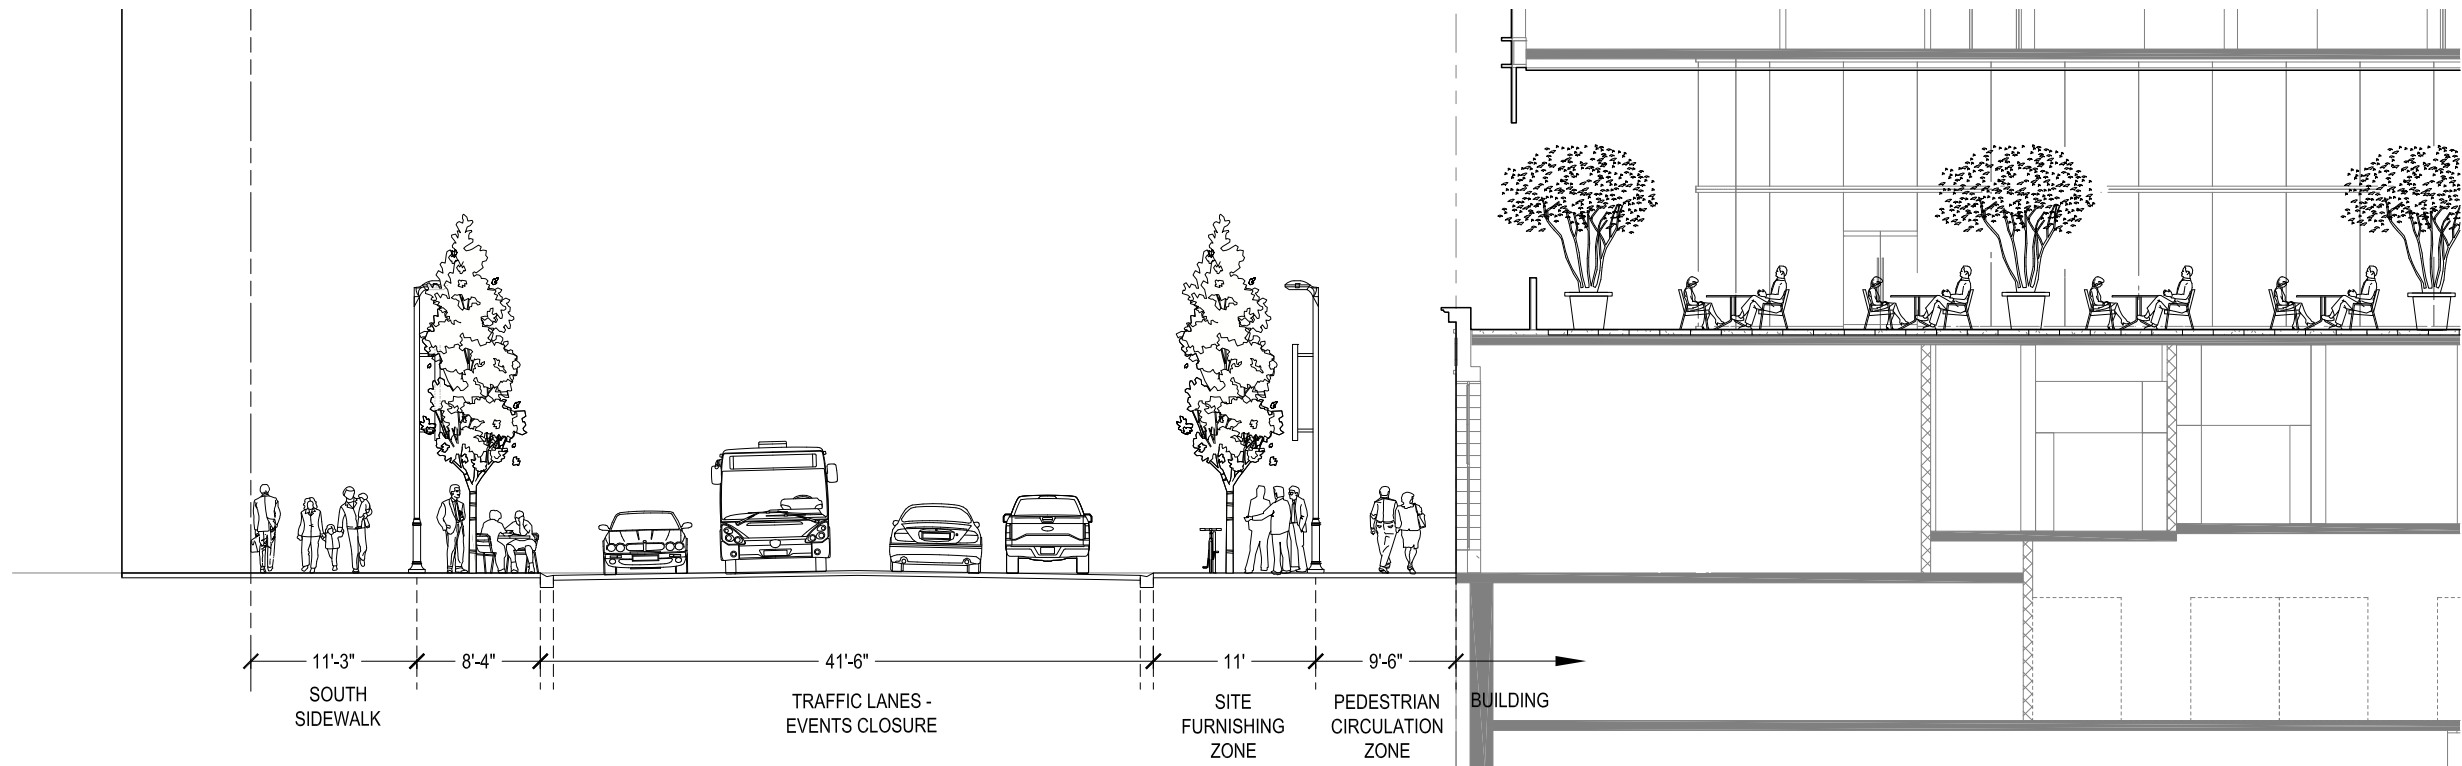 11'-3"
8'-4"
41'-6"
11'
9'-6"
SOUTH
SIDEWALK
TRAFFIC LANES -
EVENTS CLOSURE
SITE
FURNISHING
ZONE
PEDESTRIAN
CIRCULATION
ZONE
BUILDING